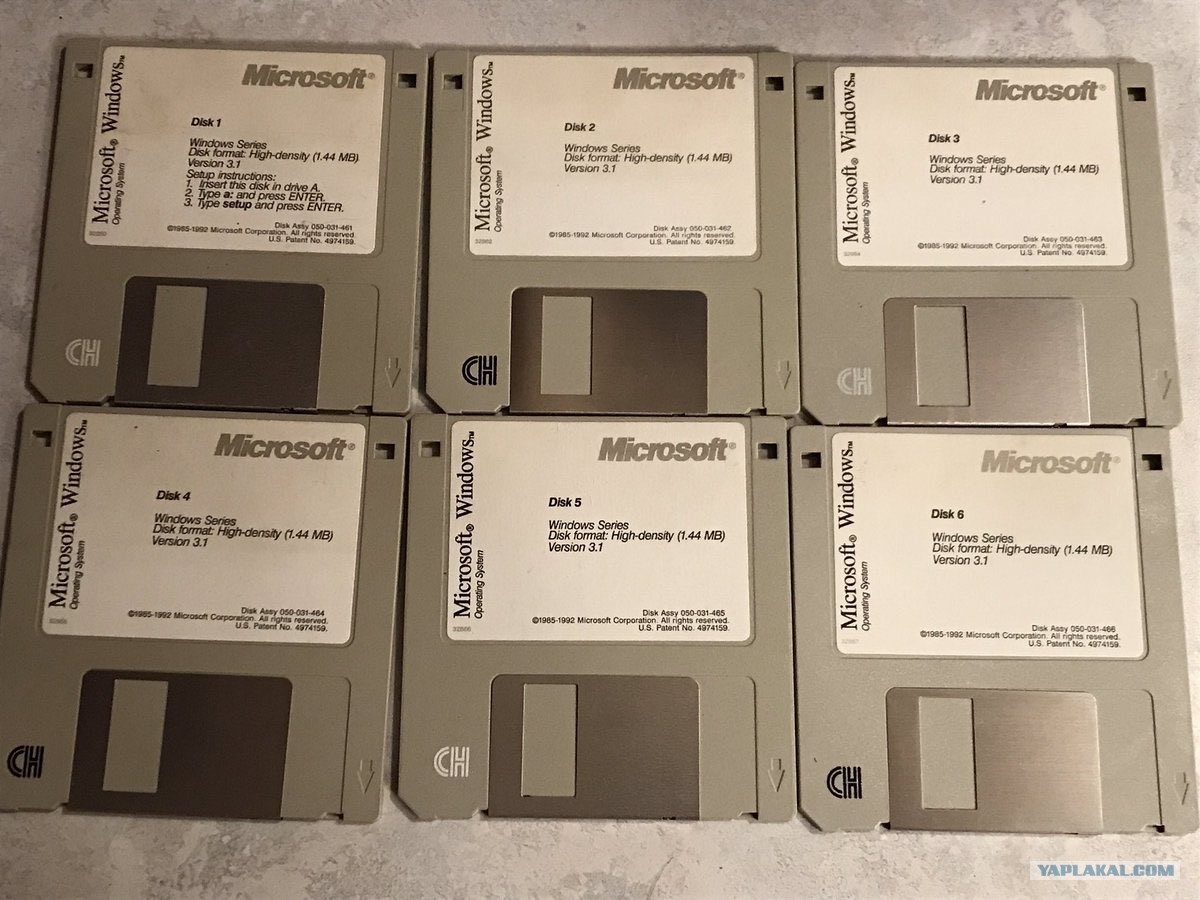 Microsoft® Windows™
Operating System
Microsoft®
Disk 1
Windows Series
Disk format: High-density (1.44 MB)
Version 3.1
Setup instructions:
1. Insert this disk in drive A.
2. Type a: and press ENTER.
3. Type setup and press ENTER.
Disk Assy 050-031-461
©1985-1992 Microsoft Corporation. All rights reserved.
U.S. Patent No. 4974159.
CH
Microsoft® Windows™
Operating System
Microsoft®
Disk 2
Windows Series
Disk format: High-density (1.44 MB)
Version 3.1
Disk Assy 050-031-462
©1985-1992 Microsoft Corporation. All rights reserved.
U.S. Patent No. 4974159.
CH
Microsoft® Windows™
Operating System
Microsoft®
Disk 3
Windows Series
Disk format: High-density (1.44 MB)
Version 3.1
Disk Assy 050-031-463
©1985-1992 Microsoft Corporation. All rights reserved.
U.S. Patent No. 4974159.
CH
Microsoft® Windows™
Operating System
Microsoft®
Disk 4
Windows Series
Disk format: High-density (1.44 MB)
Version 3.1
Disk Assy 050-031-464
©1985-1992 Microsoft Corporation. All rights reserved.
U.S. Patent No. 4974159.
CH
Microsoft® Windows™
Operating System
Microsoft®
Disk 5
Windows Series
Disk format: High-density (1.44 MB)
Version 3.1
Disk Assy 050-031-465
©1985-1992 Microsoft Corporation. All rights reserved.
U.S. Patent No. 4974159.
CH
Microsoft® Windows™
Operating System
Microsoft®
Disk 6
Windows Series
Disk format: High-density (1.44 MB)
Version 3.1
Disk Assy 050-031-466
©1985-1992 Microsoft Corporation. All rights reserved.
U.S. Patent No. 4974159.
CH
YAPLAKAL.COM